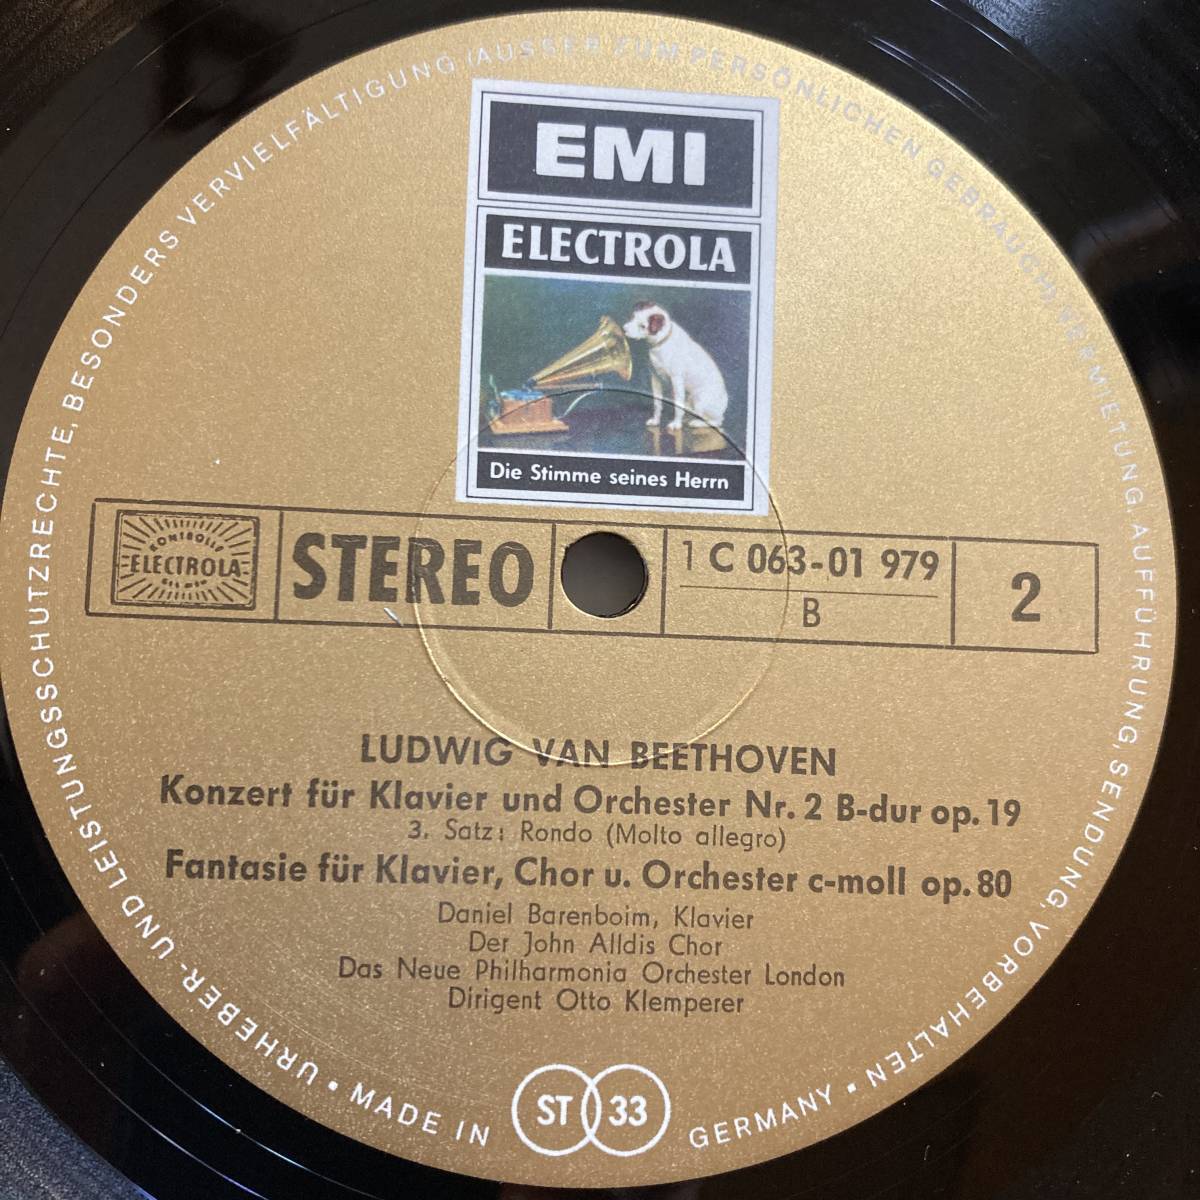 EMI
ELECTROLA
Die Stimme seines Herrn
KONTROLLE
ELECTROLA
STEREO
1 C 063-01 979
B
2
LUDWIG VAN BEETHOVEN
Konzert für Klavier und Orchester Nr. 2 B-dur op. 19
3. Satz: Rondo (Molto allegro)
Fantasie für Klavier, Chor u. Orchester c-moll op. 80
Daniel Barenboim, Klavier
Der John Alldis Chor
Das Neue Philharmonia Orchester London
Dirigent Otto Klemperer
ST 33
URHEBER- UND LEISTUNGSSCHUTZRECHTE, BESONDERS VERVIELFÄLTIGUNG (AUSSER ZUM PERSÖNLICHEN GEBRAUCH), VERMIETUNG, AUFFÜHRUNG, SENDUNG, VORBEHALTEN •
MADE IN GERMANY •